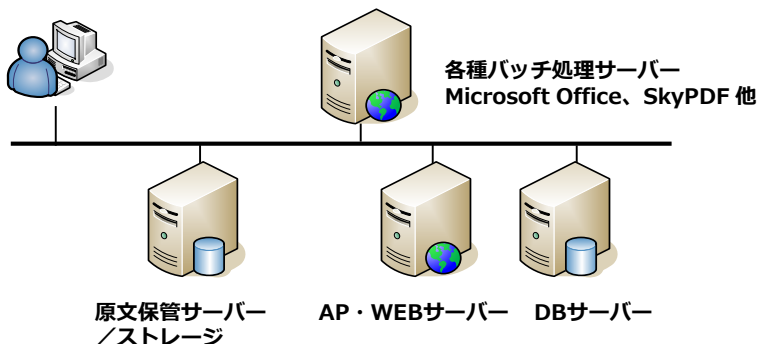 各種バッチ処理サーバー
Microsoft Office、SkyPDF 他
原文保管サーバー
／ストレージ
AP・WEBサーバー
DBサーバー